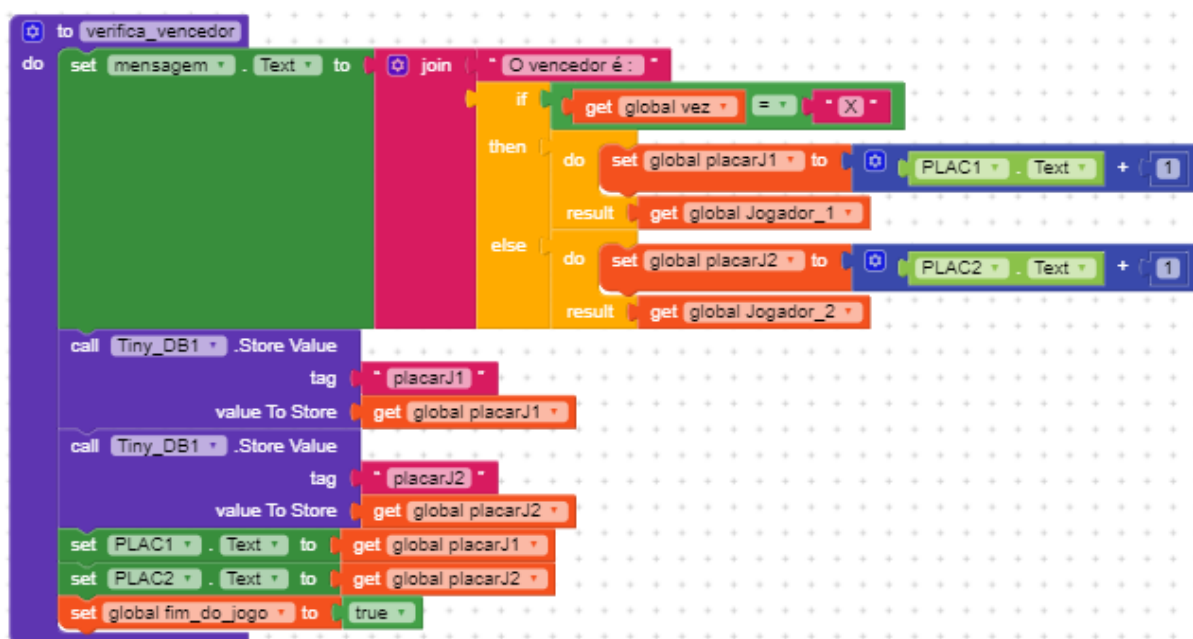 to verifica_vencedor
do set mensagem . Text to join " O vencedor é : "
if get global vez = " X "
then do set global placarJ1 to PLAC1 . Text + 1
result get global Jogador_1
else do set global placarJ2 to PLAC2 . Text + 1
result get global Jogador_2
call Tiny_DB1 .Store Value
tag " placarJ1 "
value To Store get global placarJ1
call Tiny_DB1 .Store Value
tag " placarJ2 "
value To Store get global placarJ2
set PLAC1 . Text to get global placarJ1
set PLAC2 . Text to get global placarJ2
set global fim_do_jogo to true